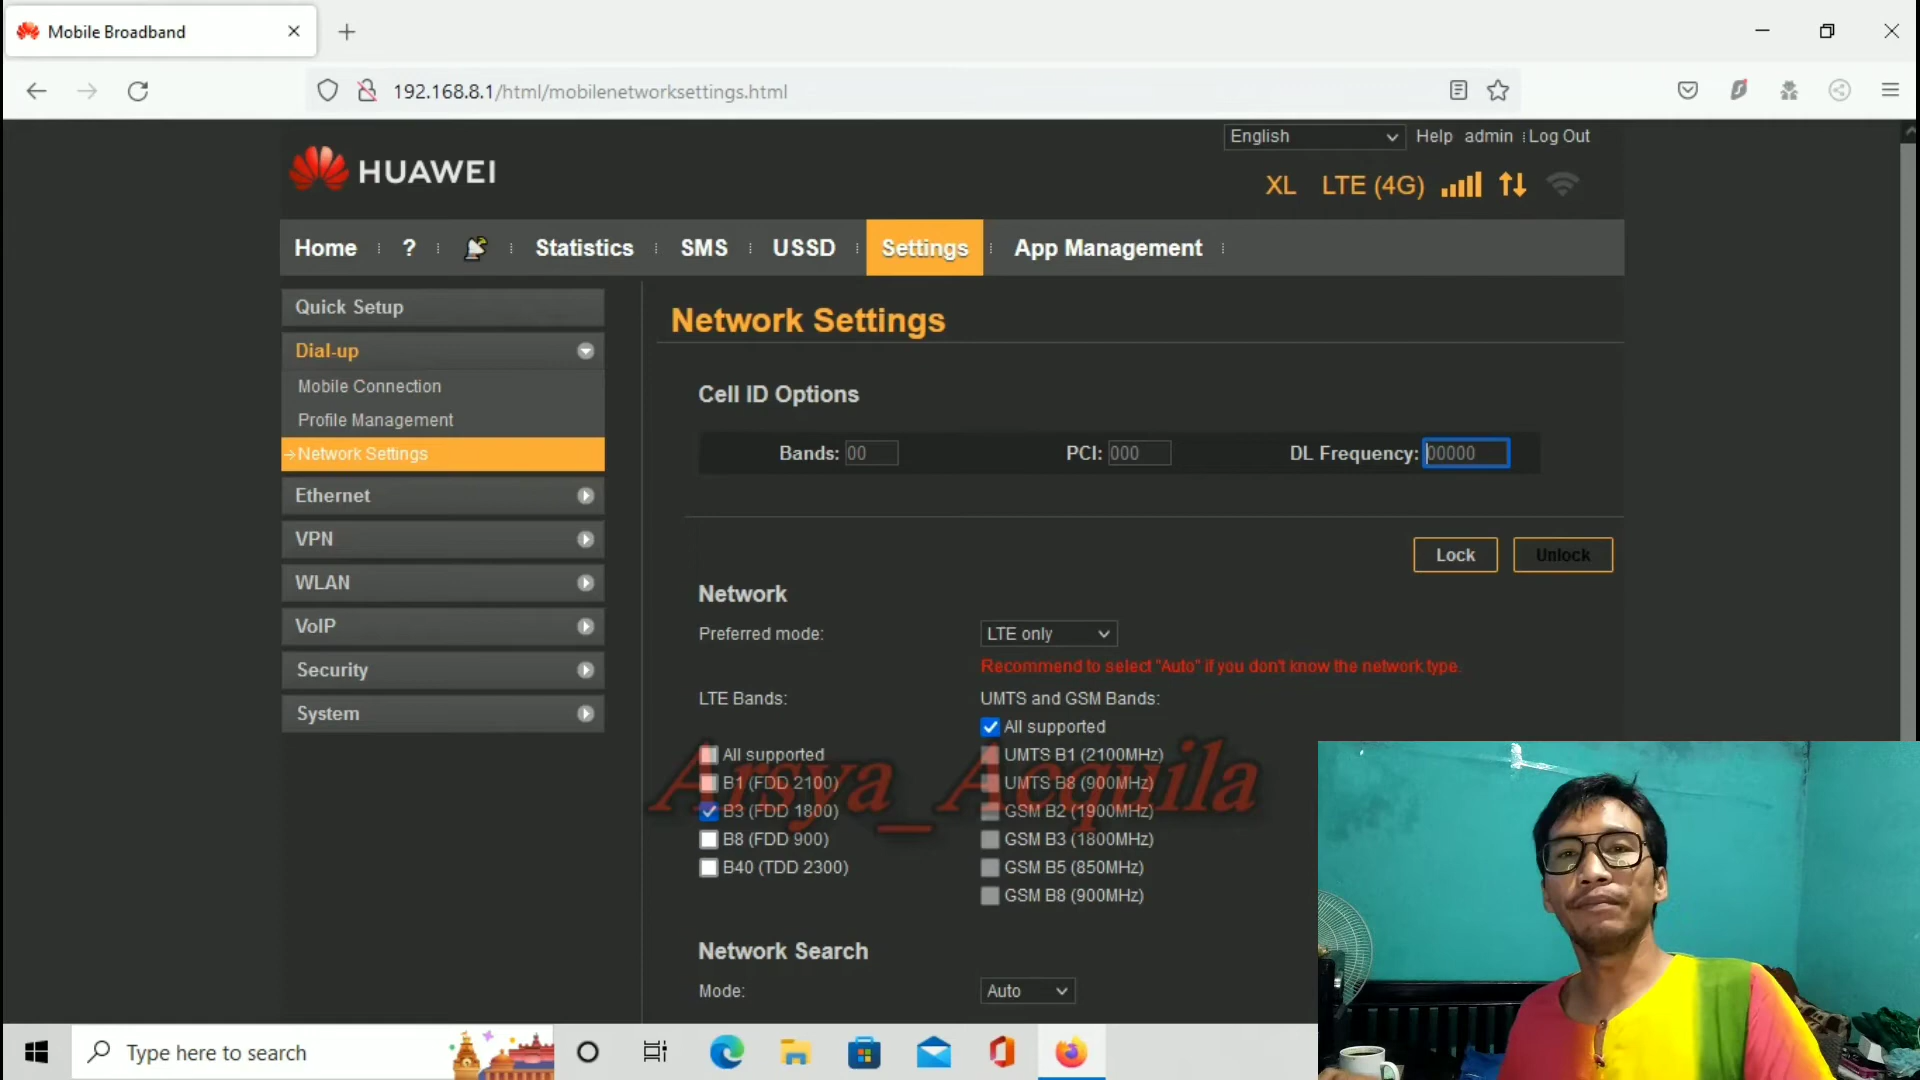 Mobile Broadband
192.168.8.1/html/mobilenetworksettings.html
English Help admin Log Out
HUAWEI
XL LTE (4G)
Home ? Statistics SMS USSD Settings App Management
Quick Setup
Dial-up
Mobile Connection
Profile Management
Network Settings
Ethernet
VPN
WLAN
VoIP
Security
System
Network Settings
Cell ID Options
Bands: 00 PCI: 000 DL Frequency: 00000
Lock Unlock
Network
Preferred mode: LTE only
Recommend to select "Auto" if you don't know the network type.
LTE Bands: UMTS and GSM Bands:
All supported
All supported UMTS B1 (2100MHz)
B1 (FDD 2100) UMTS B8 (900MHz)
B3 (FDD 1800) GSM B2 (1900MHz)
B8 (FDD 900) GSM B3 (1800MHz)
B40 (TDD 2300) GSM B5 (850MHz)
GSM B8 (900MHz)
Arsya_Acquila
Network Search
Mode: Auto
Type here to search